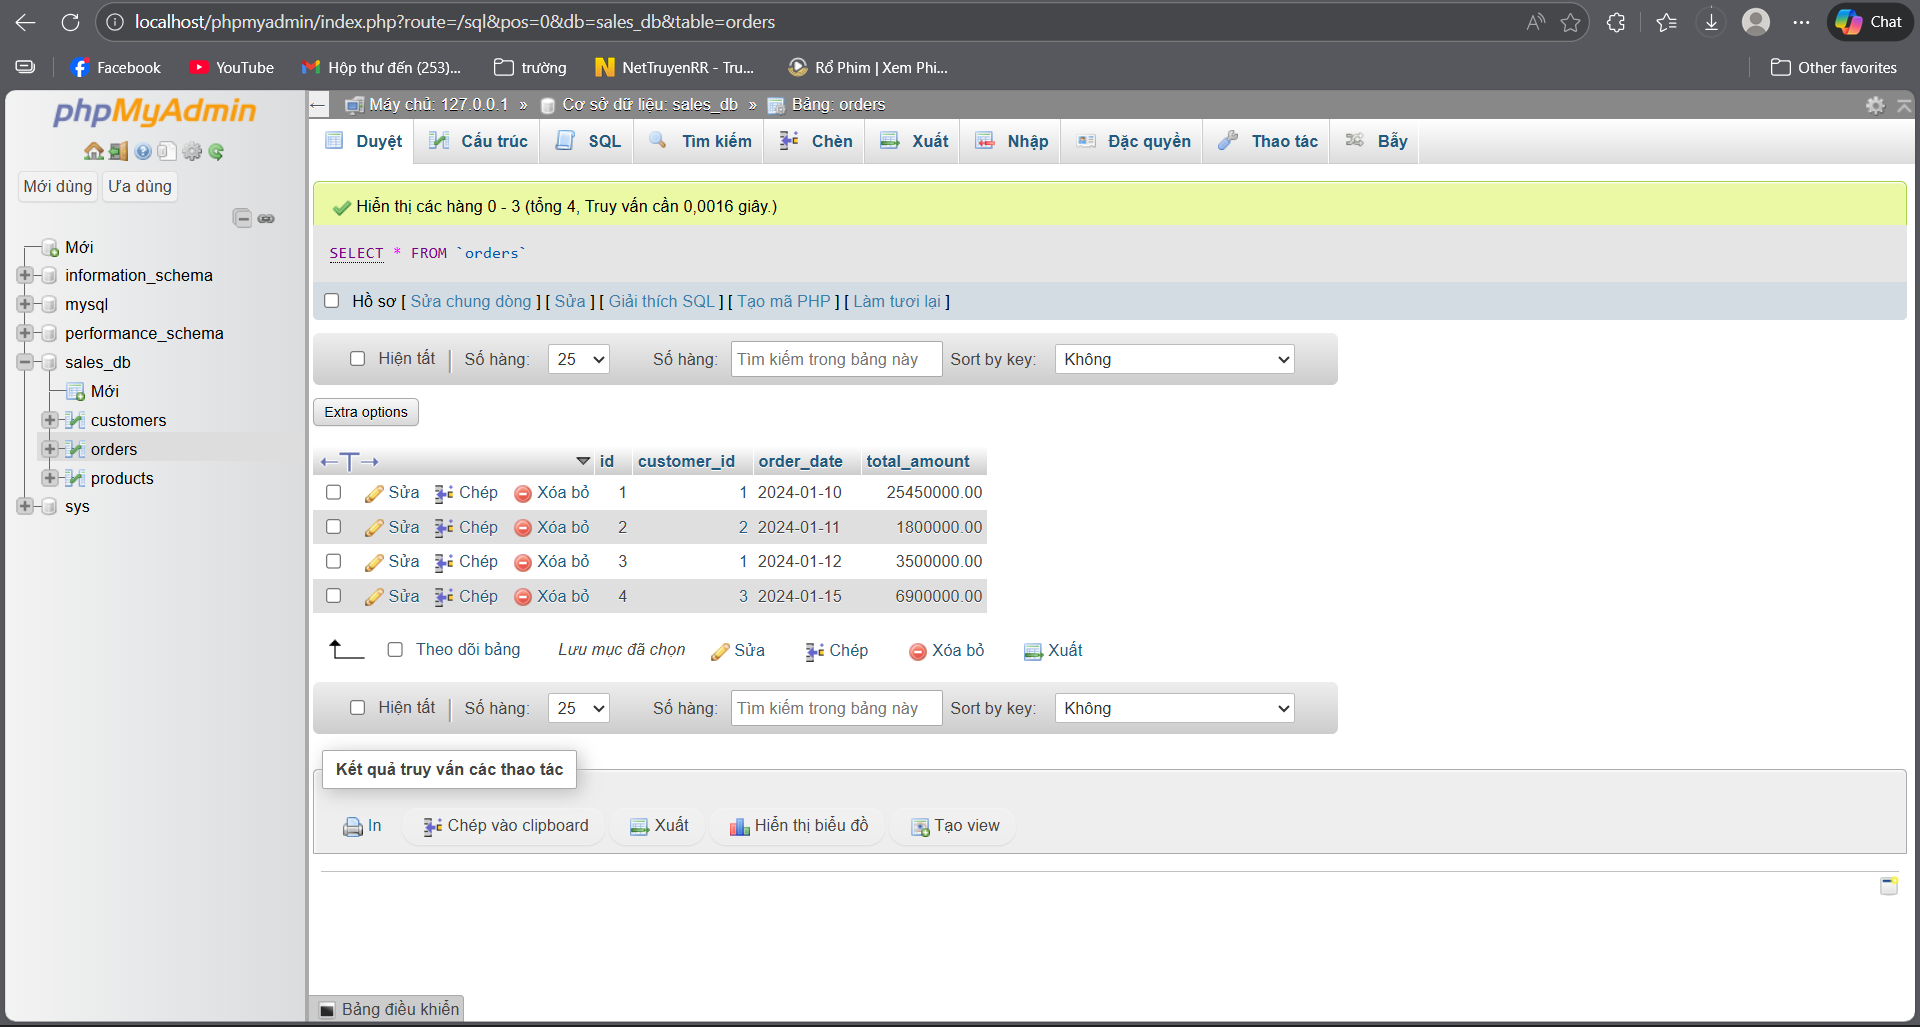 localhost/phpmyadmin/index.php?route=/sql&pos=0&db=sales_db&table=orders
Chat
Facebook
YouTube
Hộp thư đến (253)...
trường
NetTruyenRR - Tru...
Rổ Phim | Xem Phi...
Other favorites
phpMyAdmin
Mới dùng
Ưa dùng
Mới
information_schema
mysql
performance_schema
sales_db
Mới
customers
orders
products
sys
Máy chủ: 127.0.0.1 » Cơ sở dữ liệu: sales_db » Bảng: orders
Duyệt
Cấu trúc
SQL
Tìm kiếm
Chèn
Xuất
Nhập
Đặc quyền
Thao tác
Bẫy
Hiển thị các hàng 0 - 3 (tổng 4, Truy vấn cần 0,0016 giây.)
SELECT * FROM `orders`
Hồ sơ [ Sửa chung dòng ] [ Sửa ] [ Giải thích SQL ] [ Tạo mã PHP ] [ Làm tươi lại ]
Hiện tất | Số hàng: 25 Số hàng: Tìm kiếm trong bảng này Sort by key: Không
Extra options
id customer_id order_date total_amount
Sửa Chép Xóa bỏ 1 1 2024-01-10 25450000.00
Sửa Chép Xóa bỏ 2 2 2024-01-11 1800000.00
Sửa Chép Xóa bỏ 3 1 2024-01-12 3500000.00
Sửa Chép Xóa bỏ 4 3 2024-01-15 6900000.00
Theo dõi bảng Lưu mục đã chọn Sửa Chép Xóa bỏ Xuất
Hiện tất | Số hàng: 25 Số hàng: Tìm kiếm trong bảng này Sort by key: Không
Kết quả truy vấn các thao tác
In Chép vào clipboard Xuất Hiển thị biểu đồ Tạo view
Bảng điều khiển